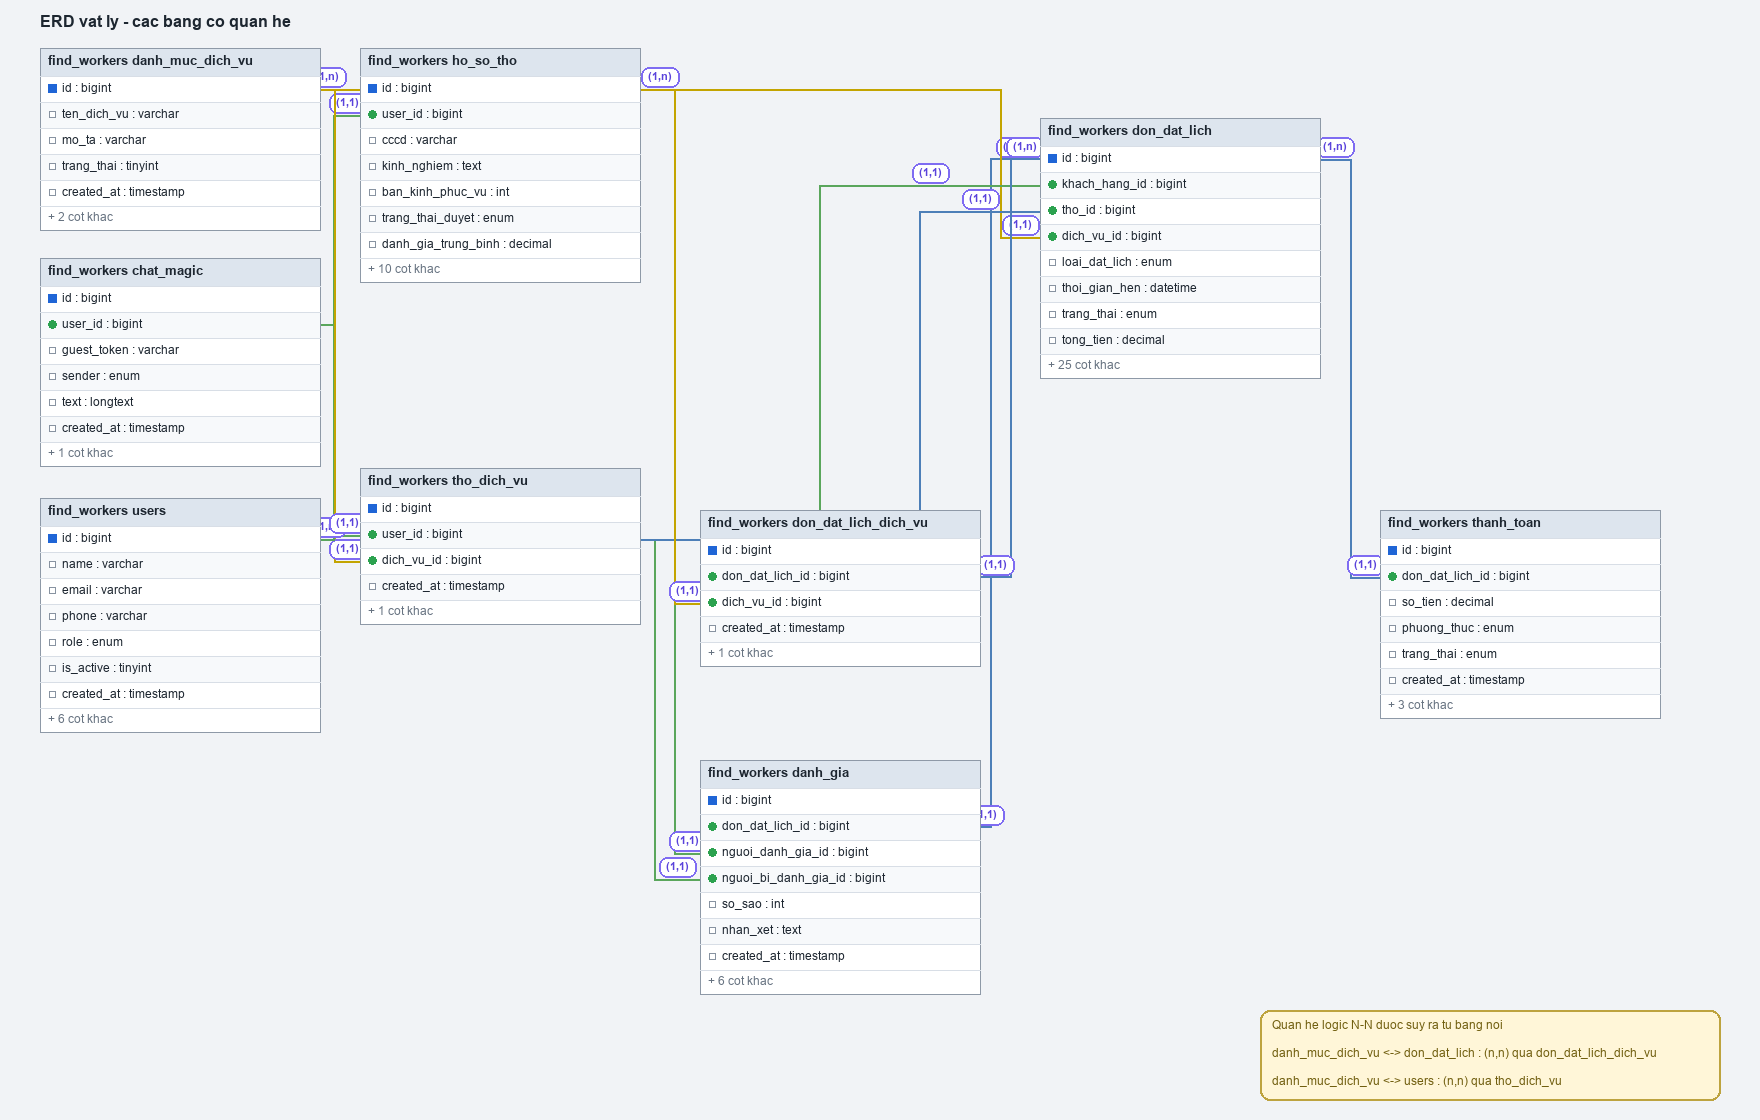 ERD vat ly - cac bang co quan he
find_workers danh_muc_dich_vu
id : bigint
ten_dich_vu : varchar
mo_ta : varchar
trang_thai : tinyint
created_at : timestamp
+ 2 cot khac
find_workers chat_magic
id : bigint
user_id : bigint
guest_token : varchar
sender : enum
text : longtext
created_at : timestamp
+ 1 cot khac
find_workers users
id : bigint
name : varchar
email : varchar
phone : varchar
role : enum
is_active : tinyint
created_at : timestamp
+ 6 cot khac
1,n)
(1,1)
find_workers ho_so_tho
id : bigint
user_id : bigint
cccd : varchar
kinh_nghiem : text
ban_kinh_phuc_vu : int
trang_thai_duyet : enum
danh_gia_trung_binh : decimal
+ 10 cot khac
(1,n)
(1,1)
(1,1)
find_workers tho_dich_vu
id : bigint
user_id : bigint
dich_vu_id : bigint
created_at : timestamp
+ 1 cot khac
(1,1)
find_workers don_dat_lich_dich_vu
id : bigint
don_dat_lich_id : bigint
dich_vu_id : bigint
created_at : timestamp
+ 1 cot khac
(1,1)
(1,1)
(1,1)
find_workers danh_gia
id : bigint
don_dat_lich_id : bigint
nguoi_danh_gia_id : bigint
nguoi_bi_danh_gia_id : bigint
so_sao : int
nhan_xet : text
created_at : timestamp
+ 6 cot khac
,1)
(1,1)
(1,1)
(1,n)
(1,1)
find_workers don_dat_lich
id : bigint
khach_hang_id : bigint
tho_id : bigint
dich_vu_id : bigint
loai_dat_lich : enum
thoi_gian_hen : datetime
trang_thai : enum
tong_tien : decimal
+ 25 cot khac
(1,n)
(1,1)
find_workers thanh_toan
id : bigint
don_dat_lich_id : bigint
so_tien : decimal
phuong_thuc : enum
trang_thai : enum
created_at : timestamp
+ 3 cot khac
Quan he logic N-N duoc suy ra tu bang noi
danh_muc_dich_vu <-> don_dat_lich : (n,n) qua don_dat_lich_dich_vu
danh_muc_dich_vu <-> users : (n,n) qua tho_dich_vu